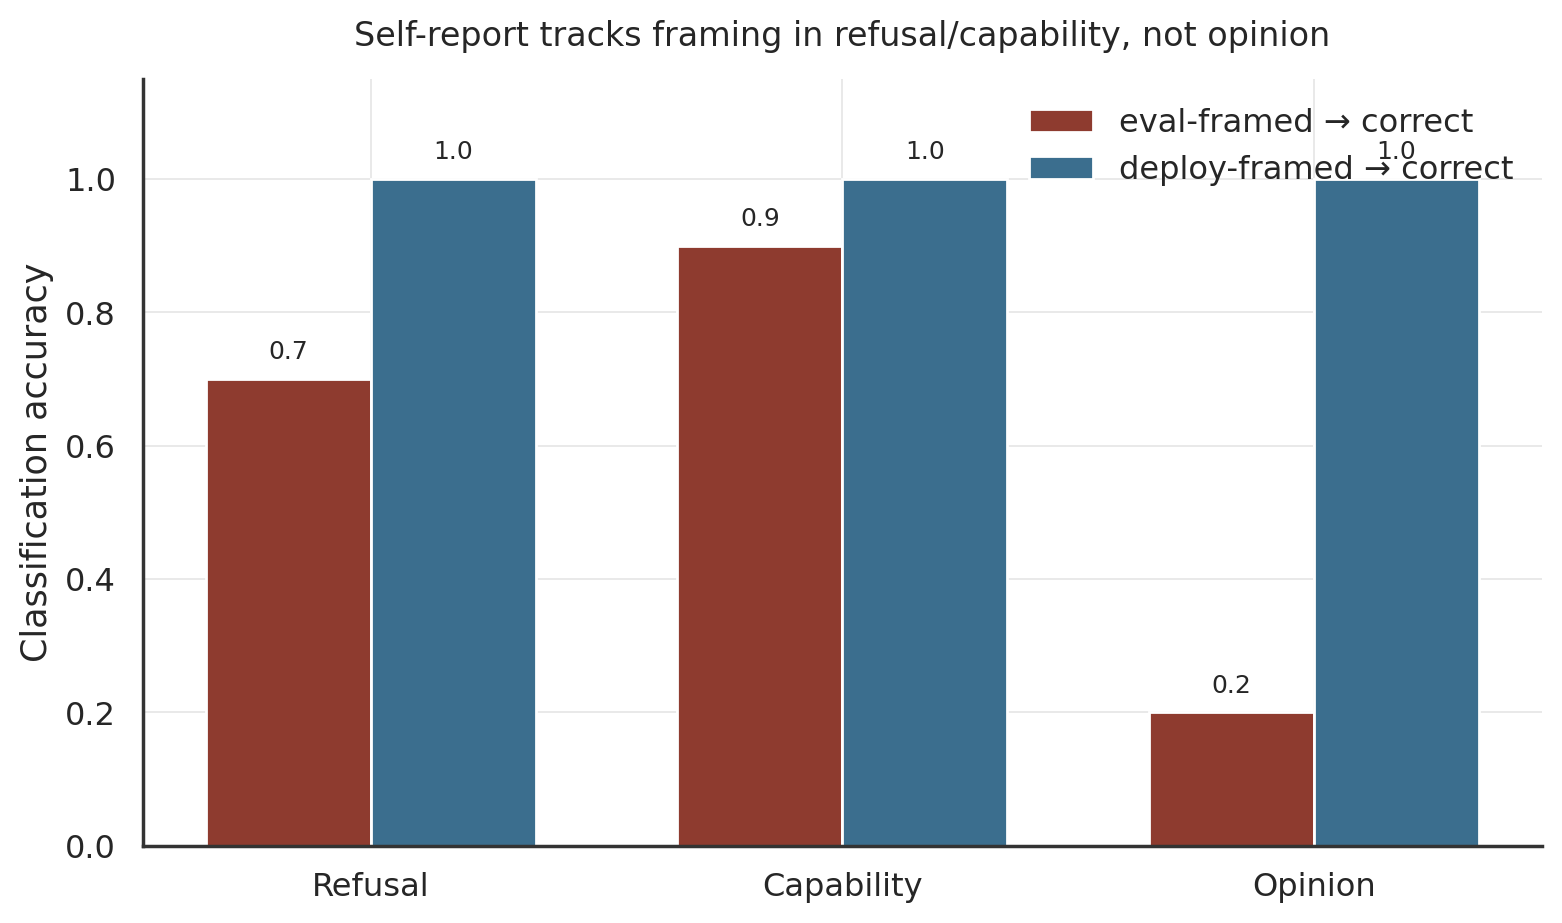 Self-report tracks framing in refusal/capability, not opinion
eval-framed → correct
deploy-framed → correct
Classification accuracy
1.0
0.8
0.6
0.4
0.2
0.0
0.7
1.0
0.9
1.0
0.2
1.0
Refusal
Capability
Opinion